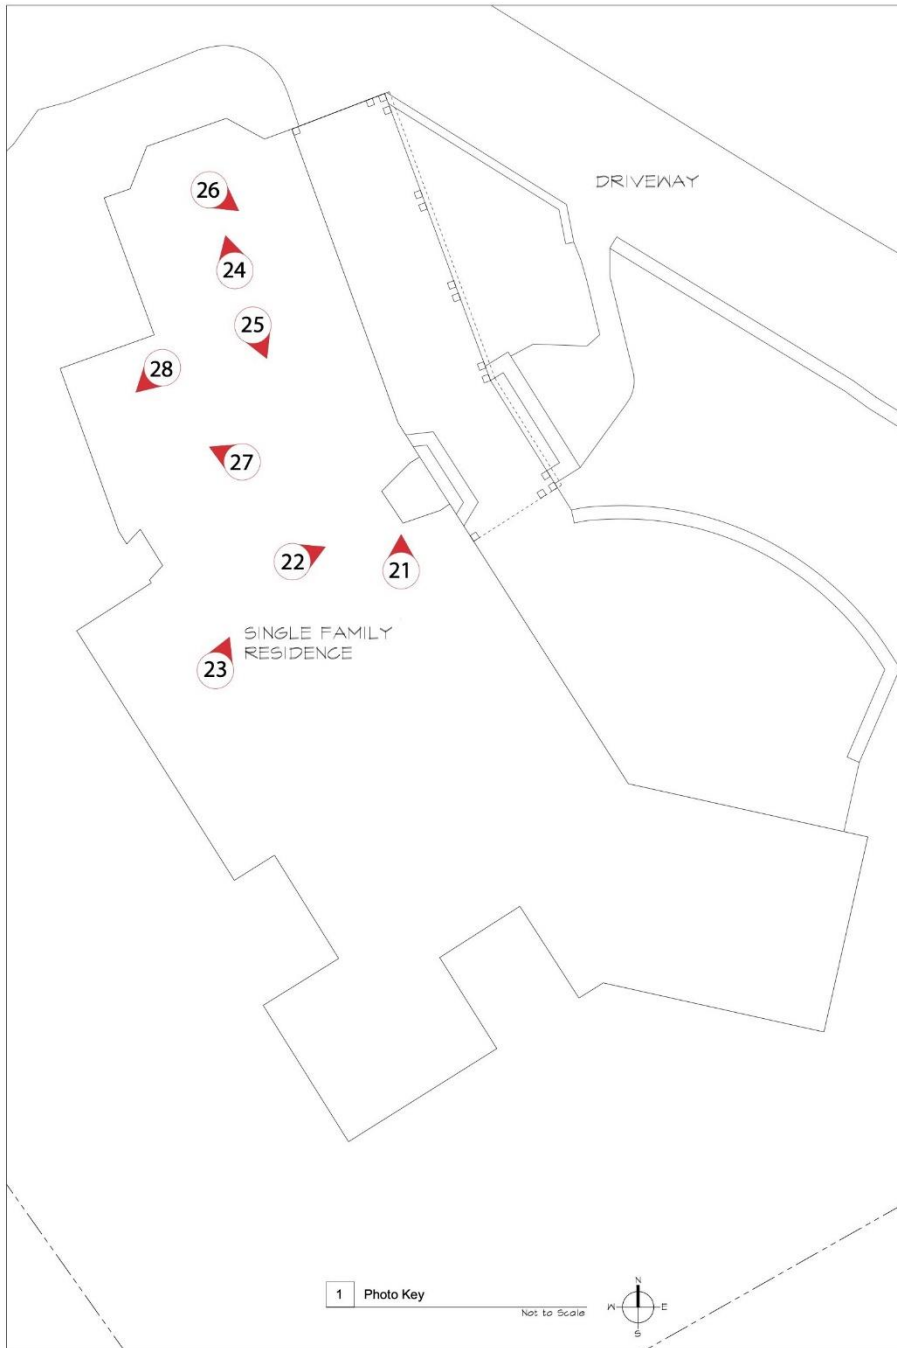 DRIVEWAY
26
24
25
28
27
22
21
SINGLE FAMILY
RESIDENCE
23
1 Photo Key
Not to Scale
N
W E
S